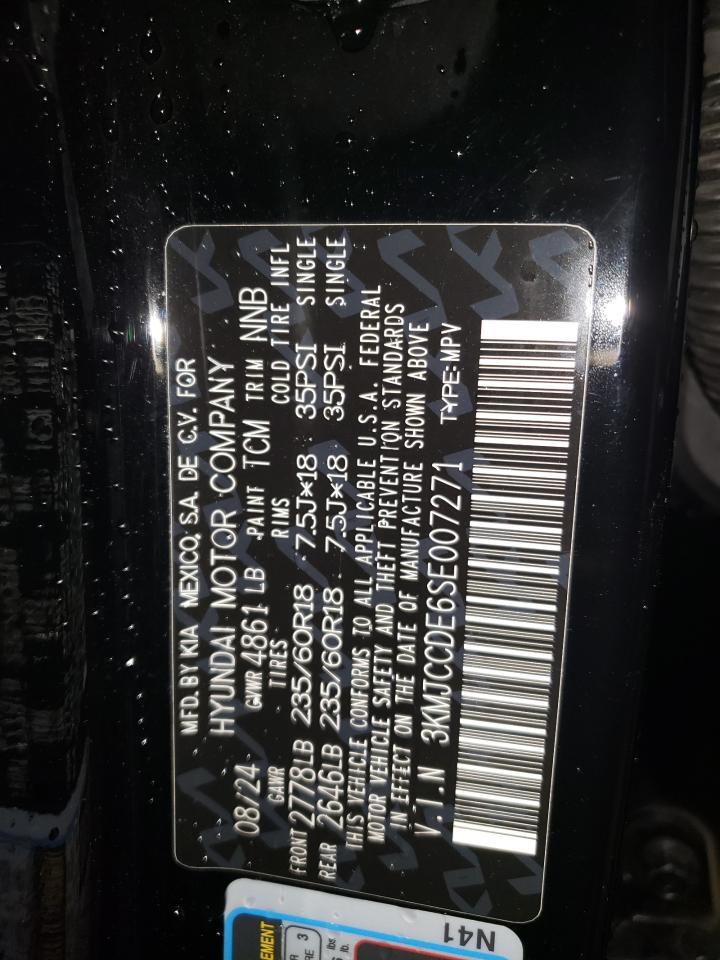 MFD. BY KIA MEXICO, S.A. DE C.V. FOR
HYUNDAI MOTOR COMPANY
08/24 GVWR 4861 LB PAINT TCM TRIM NNB
GAWR TIRES RIMS COLD TIRE INFL
FRONT 2778LB 235/60R18 7.5J*18 35PSI SINGLE
REAR 2646LB 235/60R18 7.5J*18 35PSI SINGLE
THIS VEHICLE CONFORMS TO ALL APPLICABLE U.S.A. FEDERAL
MOTOR VEHICLE SAFETY AND THEFT PREVENTION STANDARDS
IN EFFECT ON THE DATE OF MANUFACTURE SHOWN ABOVE
V.I.N 3KMJCCDE6SE007271 TYPE:MPV
N41
3
lbs
lb.